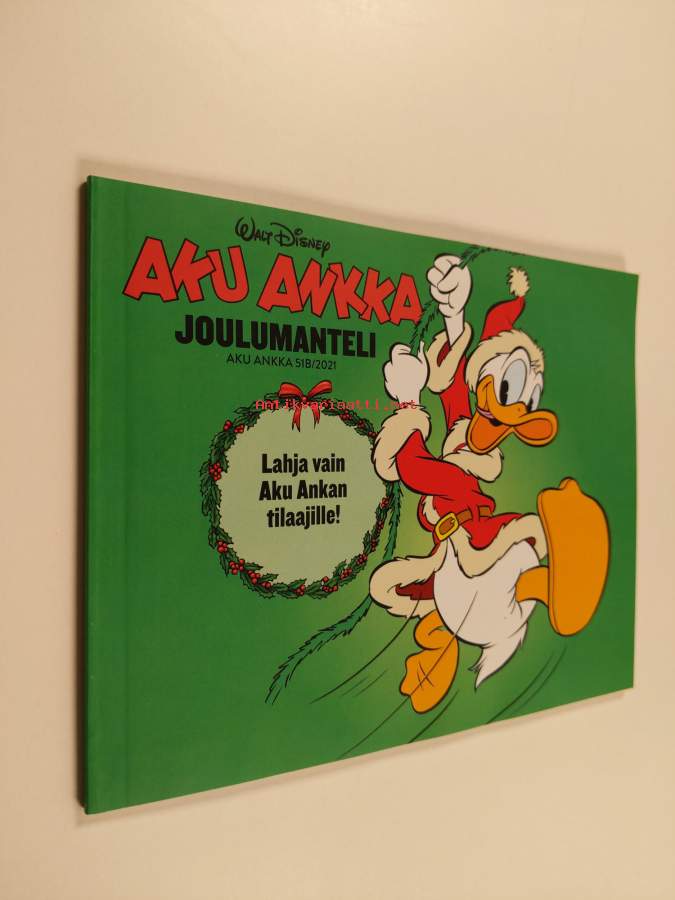 WALT DISNEY
AKU ANKKA
JOULUMANTELI
AKU ANKKA 51B/2021
Antikvariaatti.net
Lahja vain
Aku Ankan
tilaajille!